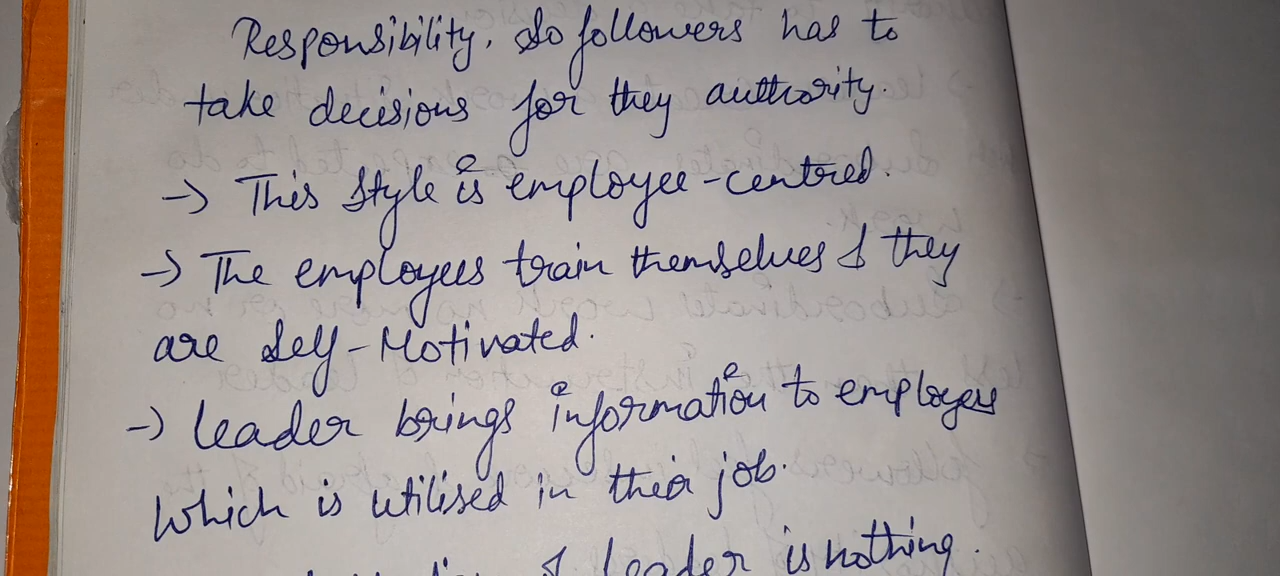 Responsibility. So followers has to
take decisions for they authority.
→ This Style is employee-centred.
→ The employees train themselves & they
are Self-Motivated.
→ Leader brings information to employees
Which is utilised in their job.
of leader is nothing.